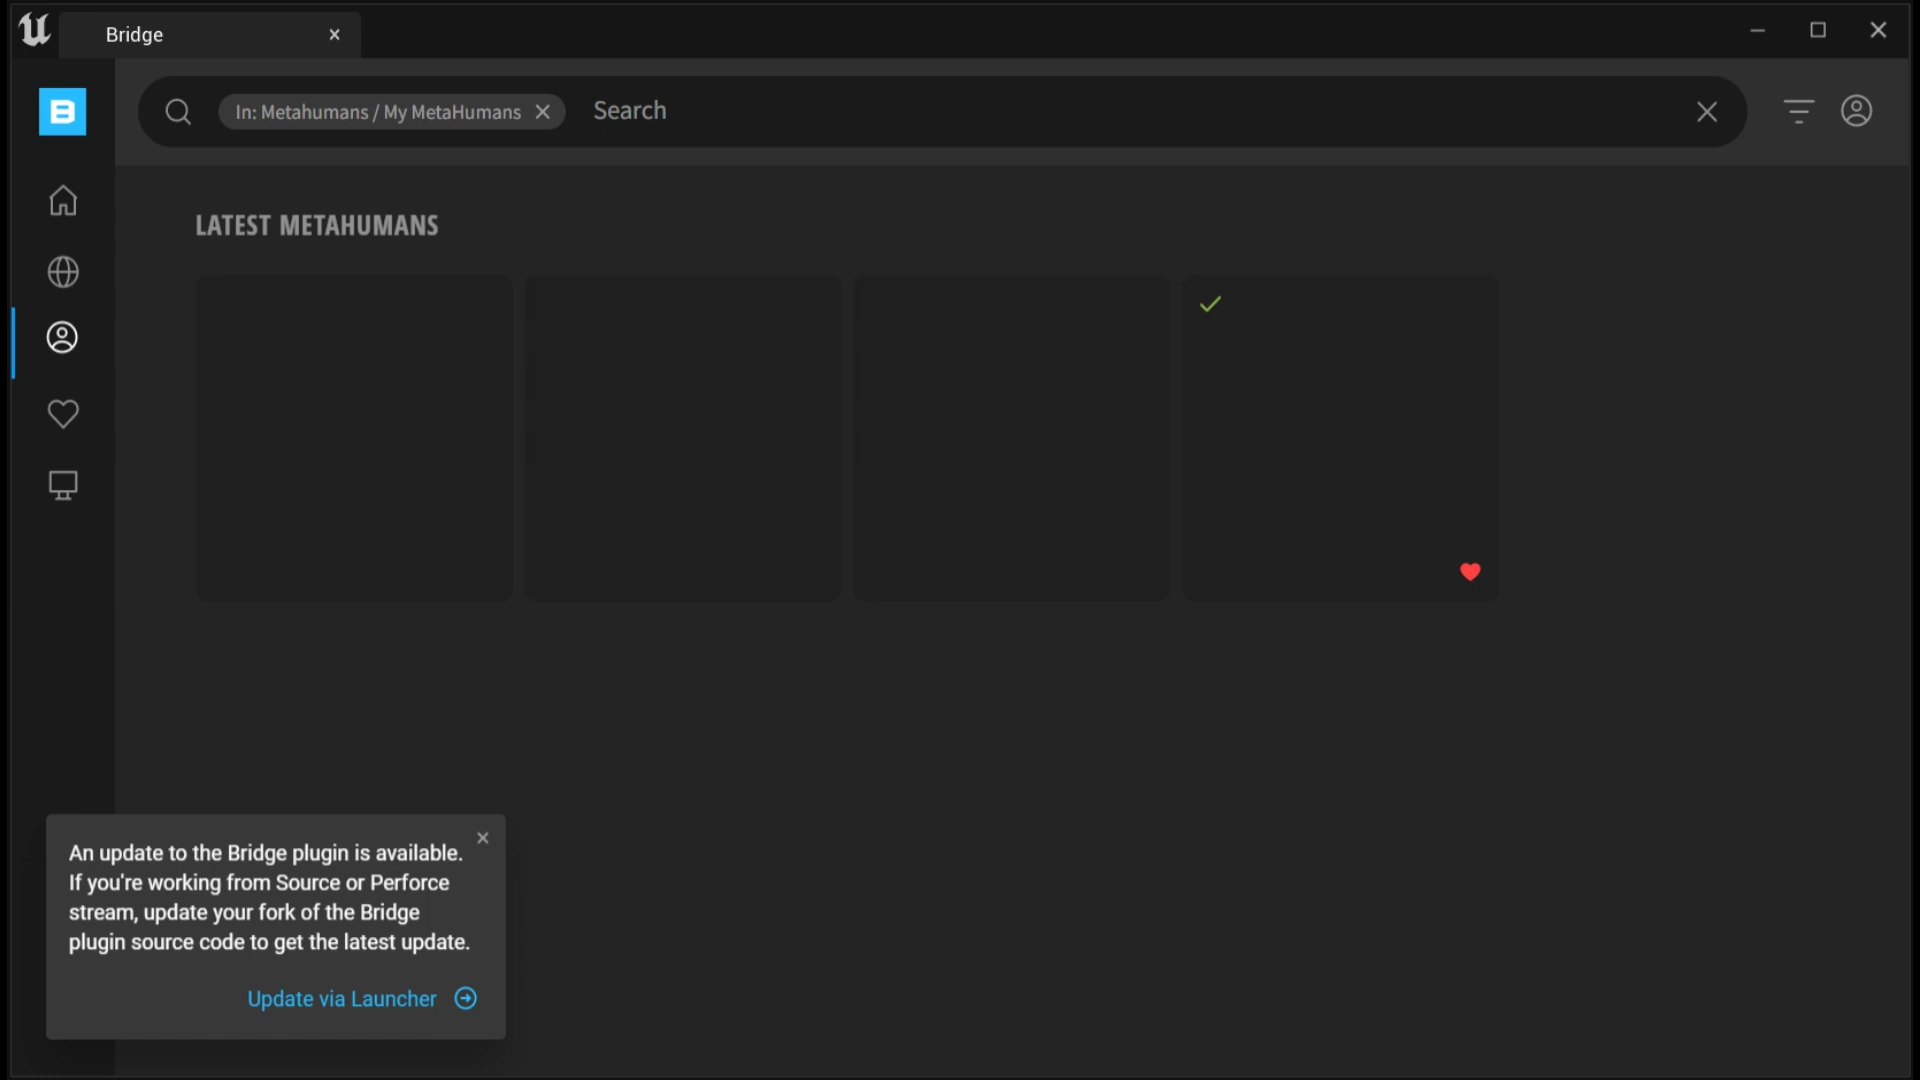 Bridge
In: Metahumans / My MetaHumans
Search
LATEST METAHUMANS
An update to the Bridge plugin is available.
If you're working from Source or Perforce
stream, update your fork of the Bridge
plugin source code to get the latest update.
Update via Launcher